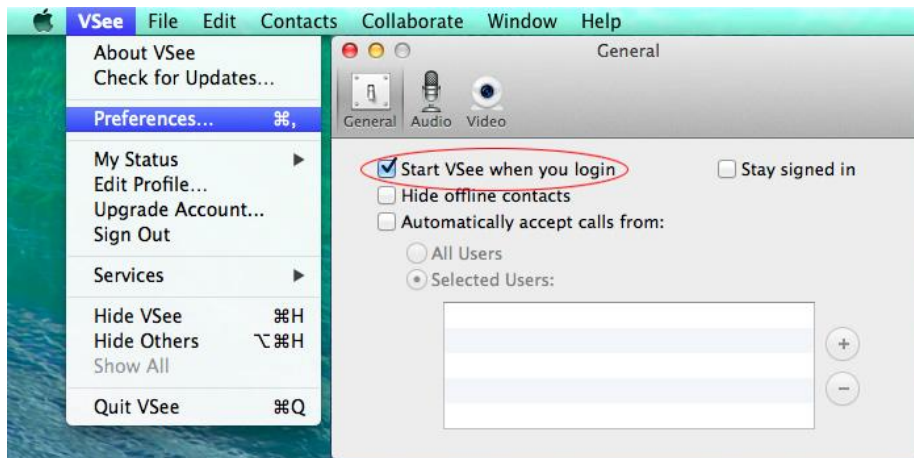 VSee File Edit Contacts Collaborate Window Help
About VSee
Check for Updates...
Preferences... ⌘,
My Status
Edit Profile...
Upgrade Account...
Sign Out
Services
Hide VSee ⌘H
Hide Others ⌥⌘H
Show All
Quit VSee ⌘Q
General
General Audio Video
Start VSee when you login Stay signed in
Hide offline contacts
Automatically accept calls from:
All Users
Selected Users: